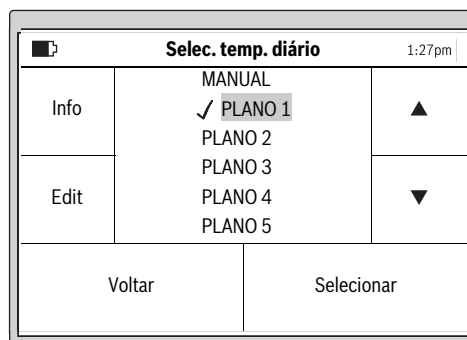 Selec. temp. diário 1:27pm
MANUAL
Info
PLANO 1
PLANO 2
PLANO 3
Edit
PLANO 4
PLANO 5
Voltar
Selecionar